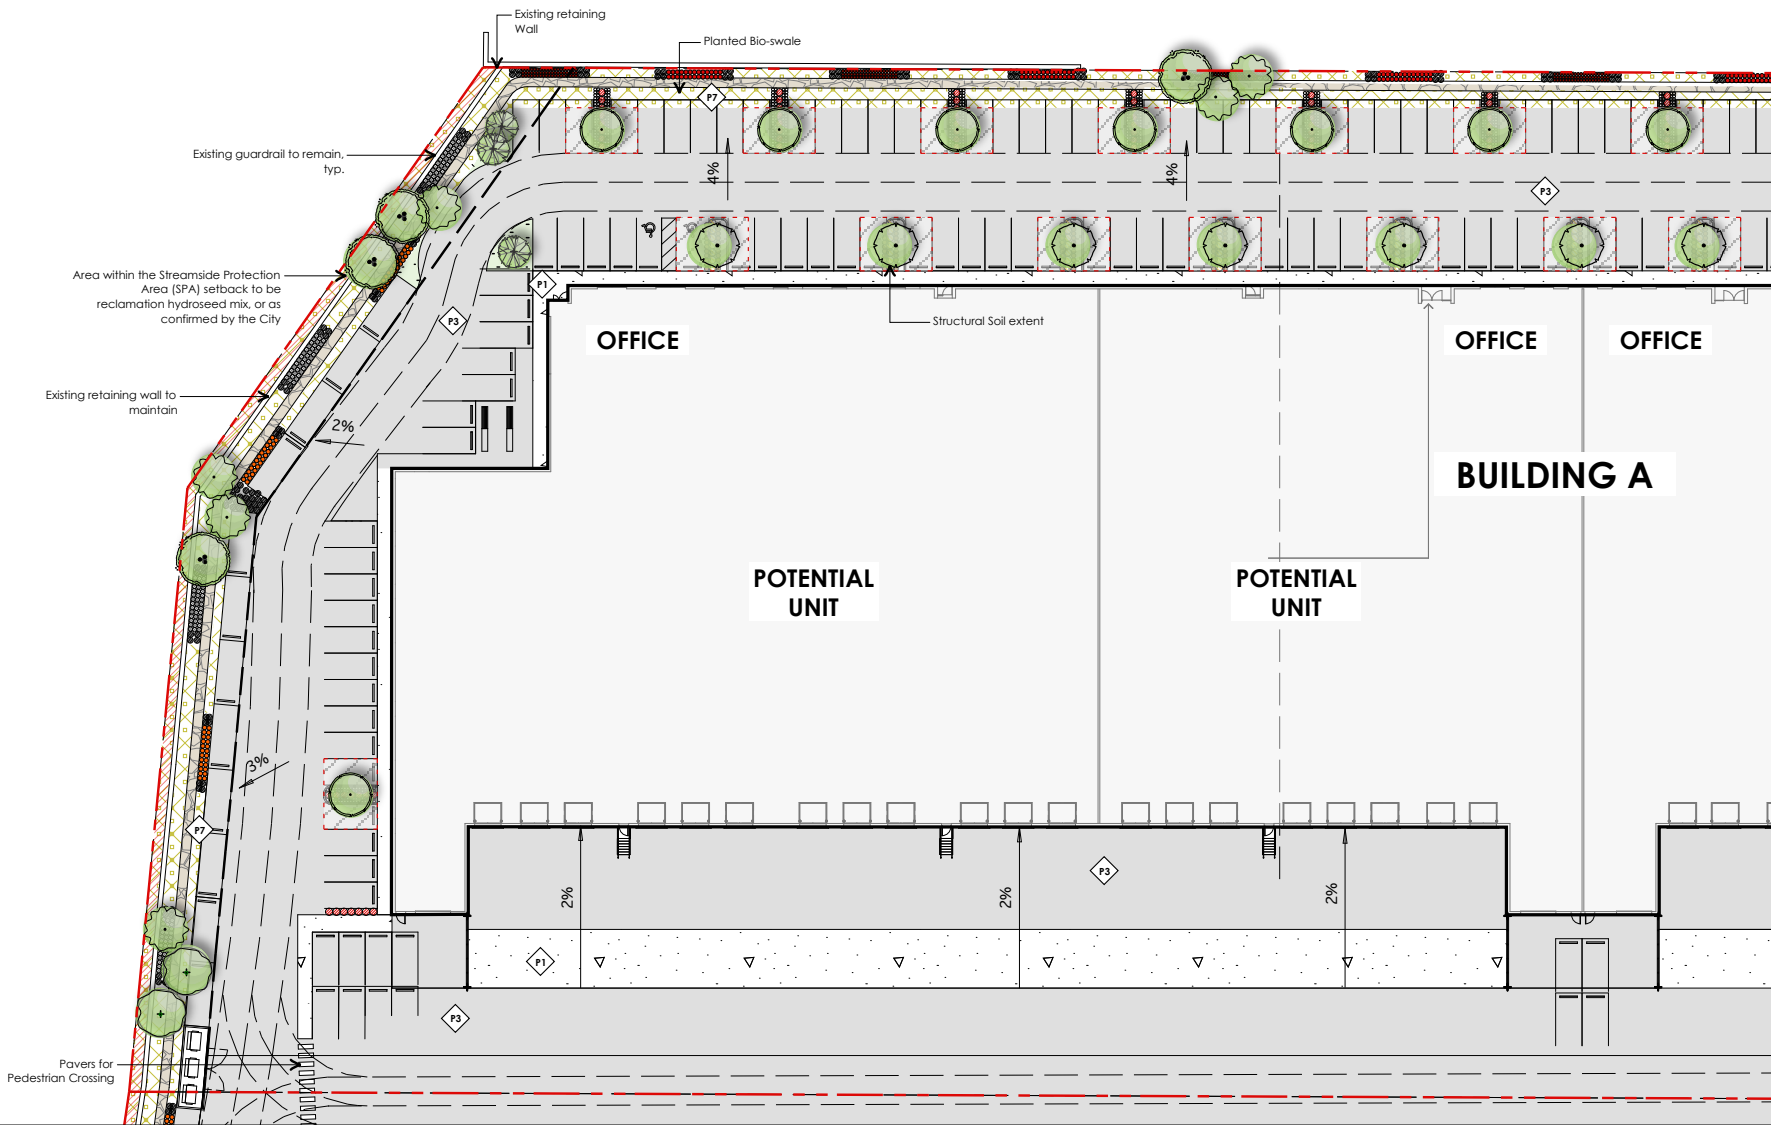 Existing retaining
Wall
Planted Bio-swale
P7
Existing guardrail to remain,
typ.
4%
4%
P3
Area within the Streamside Protection
Area (SPA) setback to be
reclamation hydroseed mix, or as
confirmed by the City
P1
P3
Structural Soil extent
OFFICE
OFFICE
OFFICE
Existing retaining wall to
maintain
2%
BUILDING A
POTENTIAL
UNIT
POTENTIAL
UNIT
3%
P7
P3
2%
2%
2%
P1
P3
Pavers for
Pedestrian Crossing